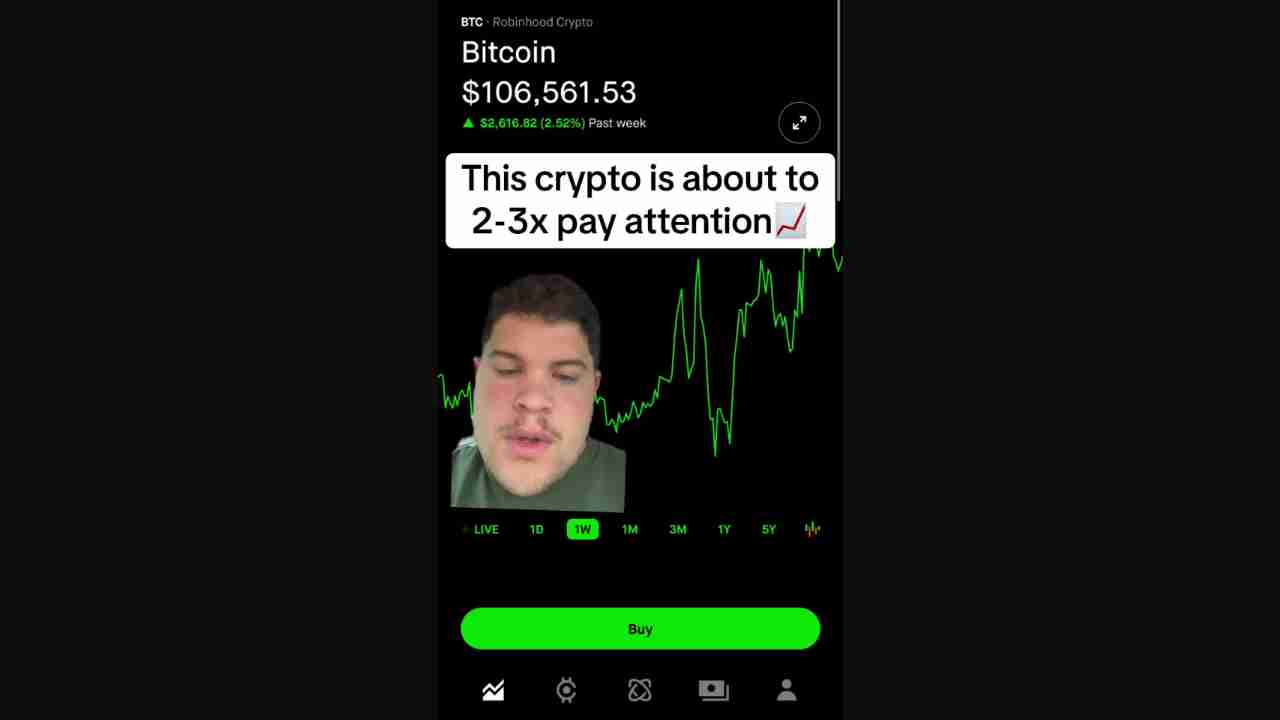 BTC · Robinhood Crypto
Bitcoin
$106,561.53
▲ $2,616.82 (2.52%) Past week
This crypto is about to
2-3x pay attention📈
LIVE 1D 1W 1M 3M 1Y 5Y
Buy